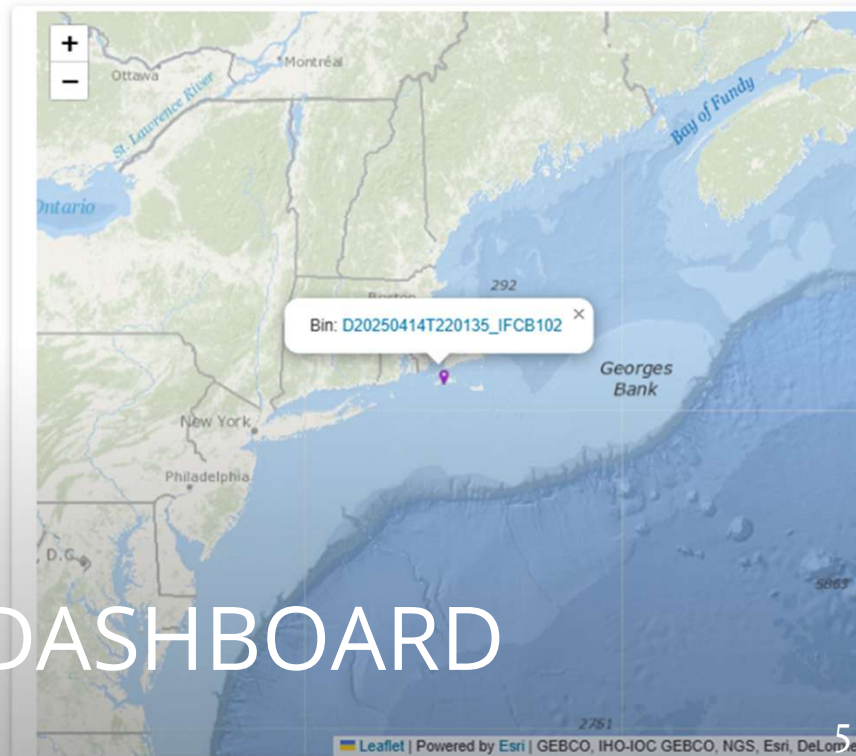 +
−
Ottawa
Montréal
St. Lawrence River
Bay of Fundy
Ontario
292
Boston
Bin: D20250414T220135_IFCB102
×
Georges
Bank
New York
Philadelphia
D.C.
5863
DASHBOARD
2751
Leaflet | Powered by Esri | GEBCO, IHO-IOC GEBCO, NGS, Esri, DeLorme
5